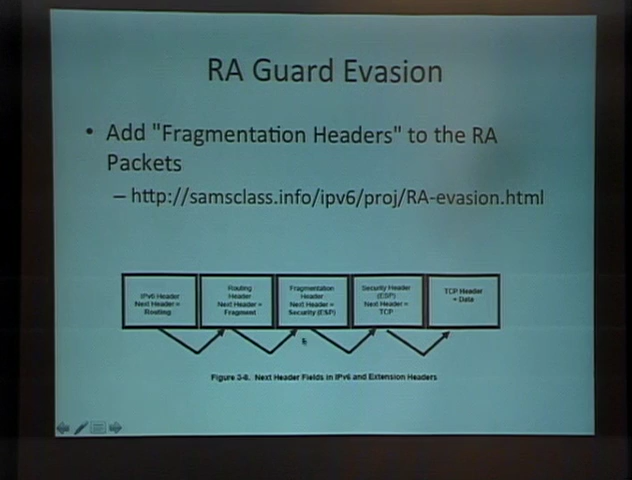 RA Guard Evasion
• Add "Fragmentation Headers" to the RA
Packets
– http://samsclass.info/ipv6/proj/RA-evasion.html
IPv6 Header
Next Header =
Routing
Routing
Header
Next Header =
Fragment
Fragmentation
Header
Next Header =
Security (ESP)
Security Header
(ESP)
Next Header =
TCP
TCP Header
+ Data
Figure 3-8. Next Header Fields in IPv6 and Extension Headers